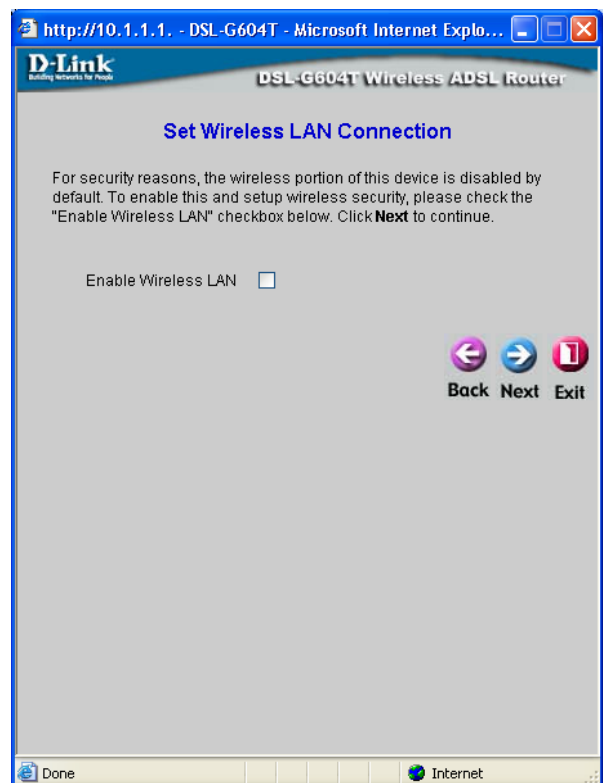 http://10.1.1.1. - DSL-G604T - Microsoft Internet Explo...
D-Link
Building Networks for People
DSL-G604T Wireless ADSL Router
Set Wireless LAN Connection
For security reasons, the wireless portion of this device is disabled by
default. To enable this and setup wireless security, please check the
"Enable Wireless LAN" checkbox below. Click Next to continue.
Enable Wireless LAN
Back Next Exit
Done
Internet